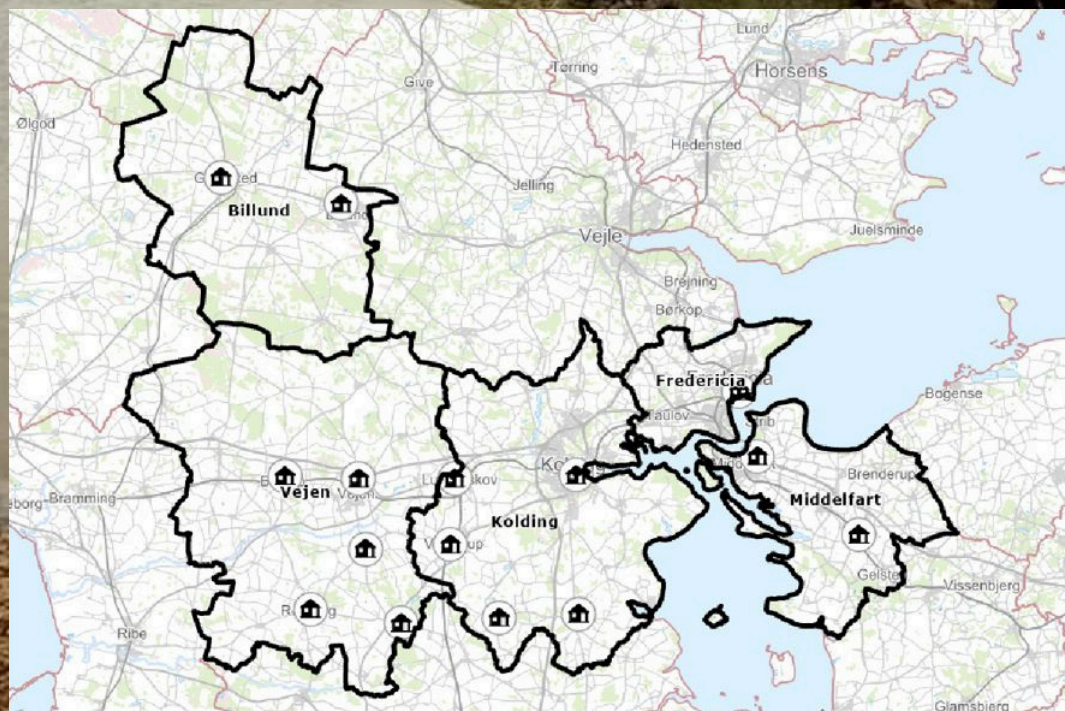 Lund
Tørring
Horsens
Give
Ølgod
Hedensted
Jelling
Billund
Vejle
Juelsminde
Brejning
Børkop
Fredericia
Taulov
Bogense
Brenderup
Bramming
Vejen
Middelfart
Kolding
Gelsted
Vissenbjerg
Ribe
Glamsbjerg